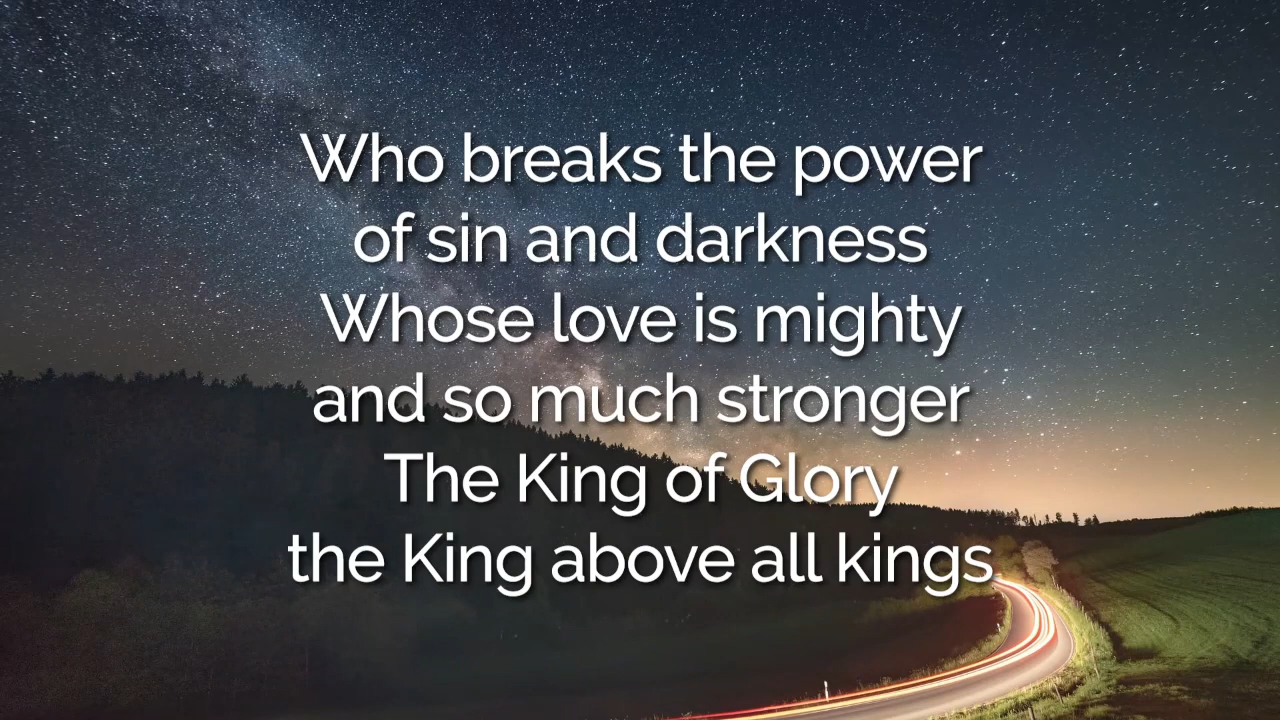 Who breaks the power
of sin and darkness
Whose love is mighty
and so much stronger
The King of Glory
the King above all kings